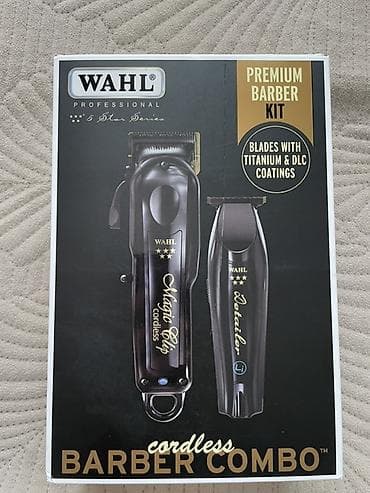 WAHL®
PROFESSIONAL
5 Star Series
PREMIUM
BARBER
KIT
BLADES WITH
TITANIUM & DLC
COATINGS
WAHL
Magic Clip
cordless
WAHL
Detailer
Li
cordless
BARBER COMBO™